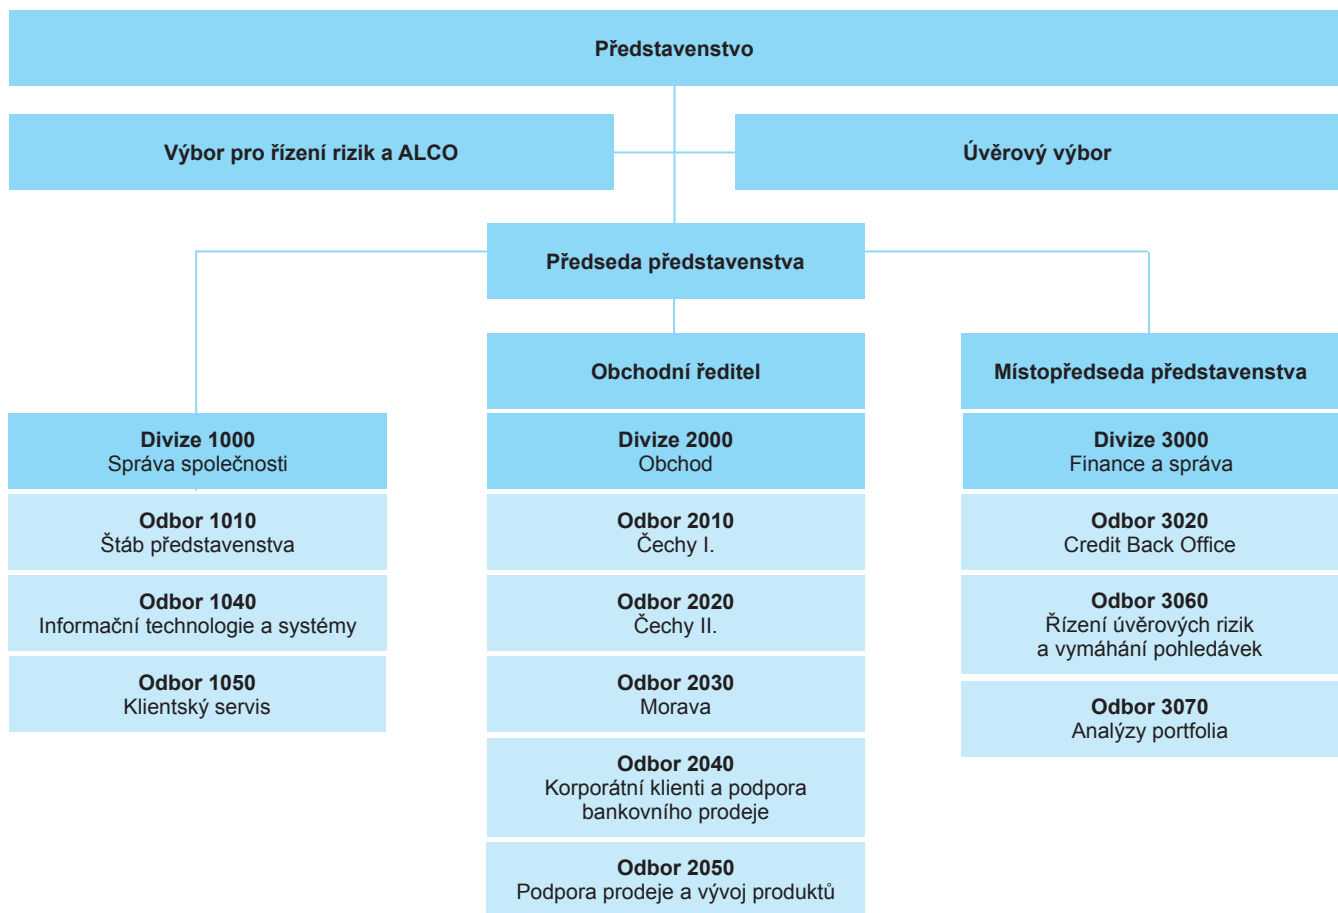 Představenstvo
Výbor pro řízení rizik a ALCO
Úvěrový výbor
Předseda představenstva
Obchodní ředitel
Místopředseda představenstva
Divize 1000
Správa společnosti
Odbor 1010
Štáb představenstva
Odbor 1040
Informační technologie a systémy
Odbor 1050
Klientský servis
Divize 2000
Obchod
Odbor 2010
Čechy I.
Odbor 2020
Čechy II.
Odbor 2030
Morava
Odbor 2040
Korporátní klienti a podpora
bankovního prodeje
Odbor 2050
Podpora prodeje a vývoj produktů
Divize 3000
Finance a správa
Odbor 3020
Credit Back Office
Odbor 3060
Řízení úvěrových rizik
a vymáhání pohledávek
Odbor 3070
Analýzy portfolia